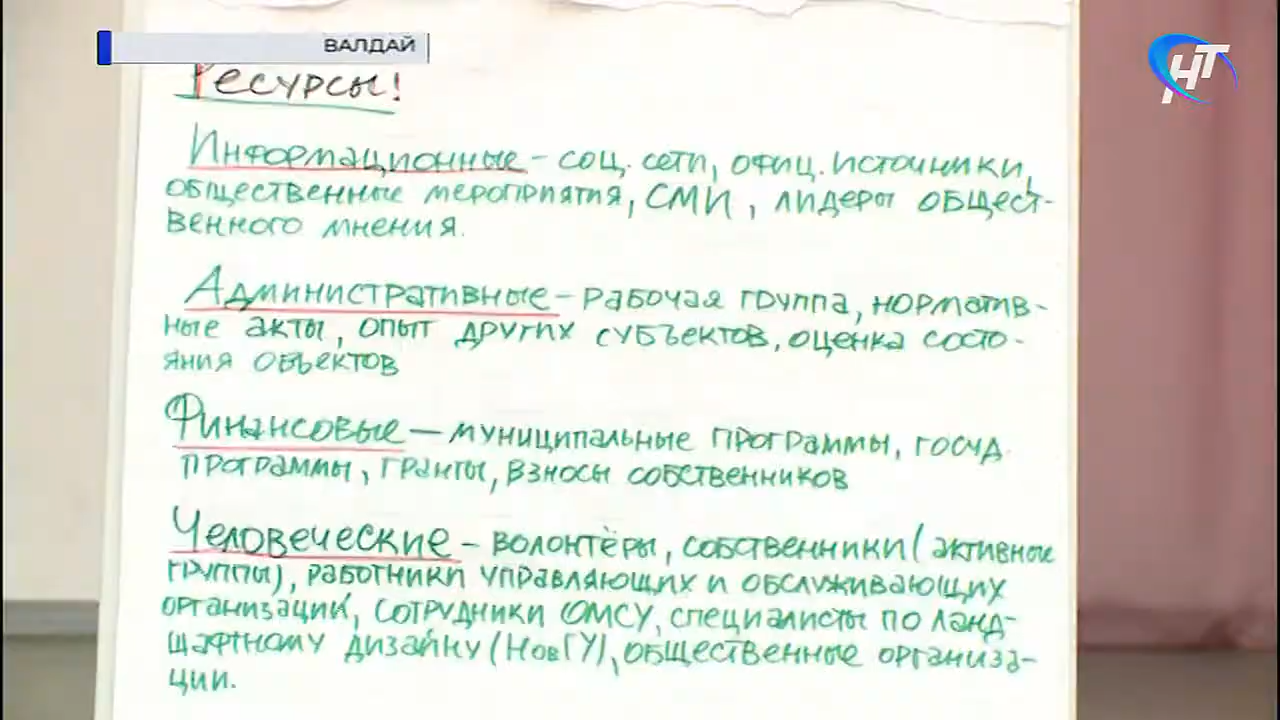 ВАЛДАЙ
НТ
Ресурсы!
Информационные - соц. сети, офиц. источники,
общественные мероприятия, СМИ, лидеры общест-
венного мнения.
Административные - рабочая группа, норматив-
ные акты, опыт других субъектов, оценка состо-
яния объектов
Финансовые — муниципальные программы, госуд.
программы, гранты, взносы собственников
Человеческие - волонтёры, собственники (активные
группы), работники управляющих и обслуживающих
организаций, сотрудники ОМСУ, специалисты по ланд-
шафтному дизайну (НовГУ), общественные организа-
ции.